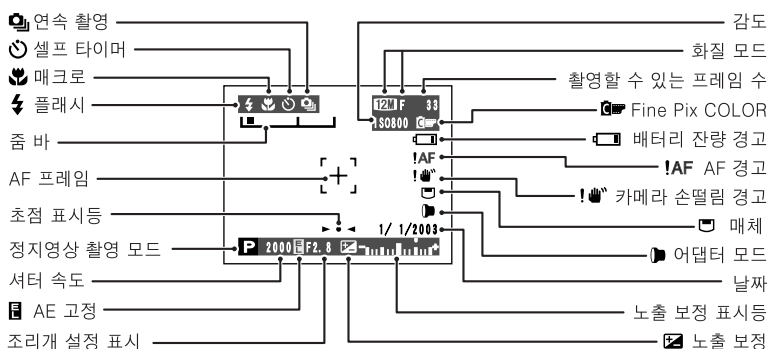 연속 촬영
셀프 타이머
매크로
플래시
줌 바
AF 프레임
초점 표시등
정지영상 촬영 모드
셔터 속도
AE 고정
조리개 설정 표시
12M F 33
ISO800
!AF
!
1/ 1/2003
P 2000 EL F2. 8
감도
화질 모드
촬영할 수 있는 프레임 수
Fine Pix COLOR
배터리 잔량 경고
!AF AF 경고
! 카메라 손떨림 경고
매체
어댑터 모드
날짜
노출 보정 표시등
노출 보정